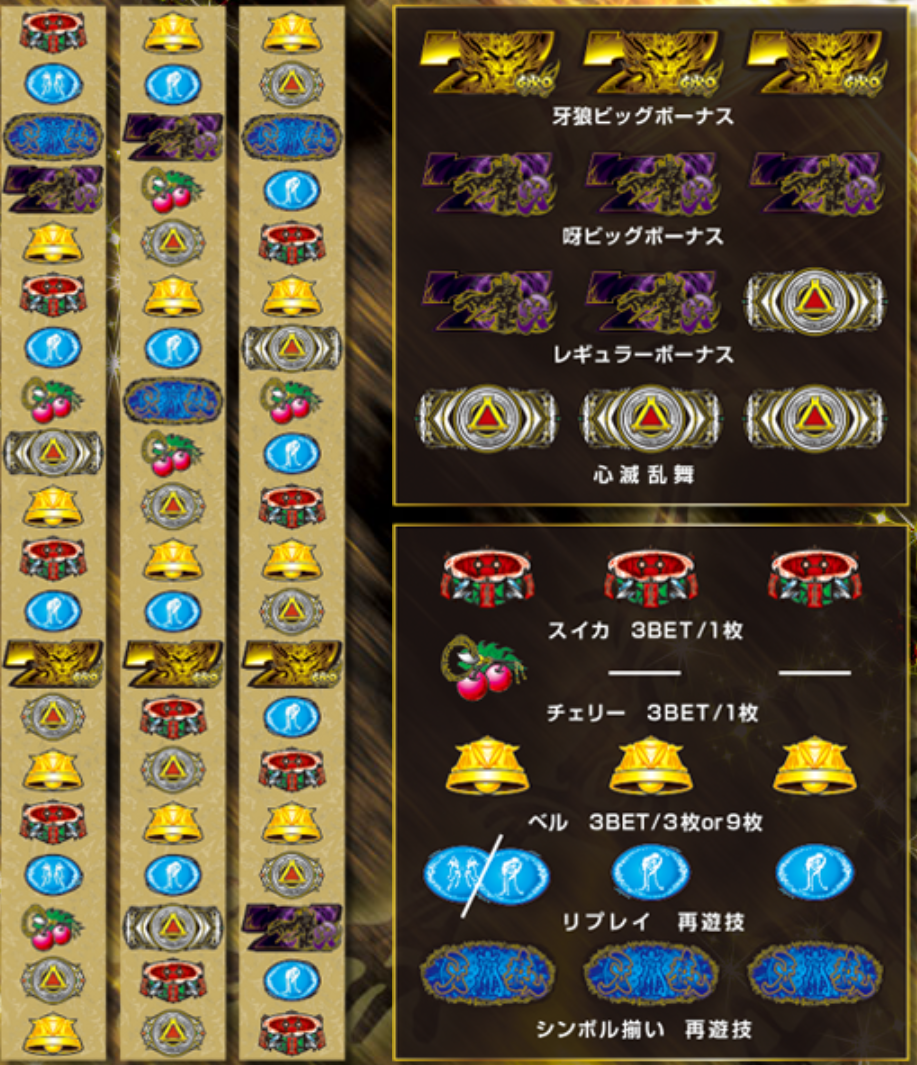 牙狼ビッグボーナス
呀ビッグボーナス
レギュラーボーナス
心滅乱舞
スイカ 3BET/1枚
チェリー 3BET/1枚
ベル 3BET/3枚or9枚
リプレイ 再遊技
シンボル揃い 再遊技